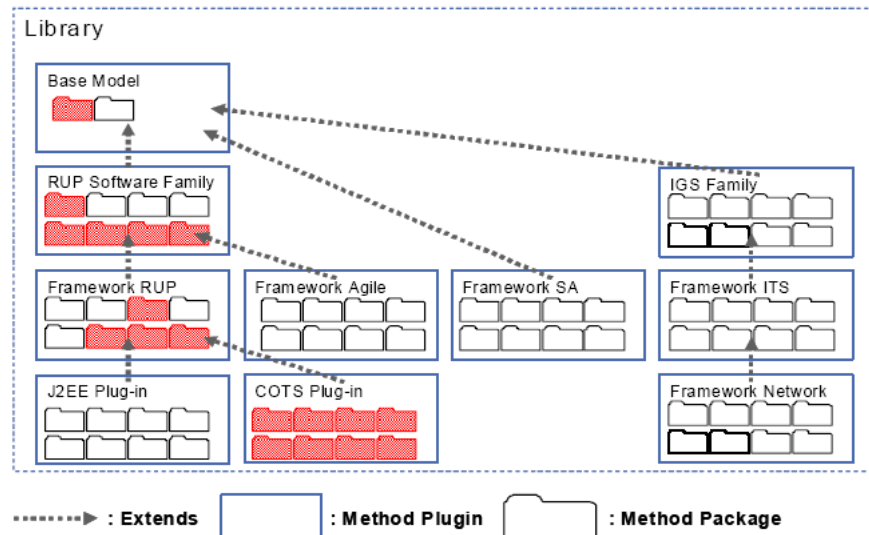 Library
Base Model
RUP Software Family
IGS Family
Framework RUP
Framework Agile
Framework SA
Framework ITS
J2EE Plug-in
COTS Plug-in
Framework Network
: Extends
: Method Plugin
: Method Package